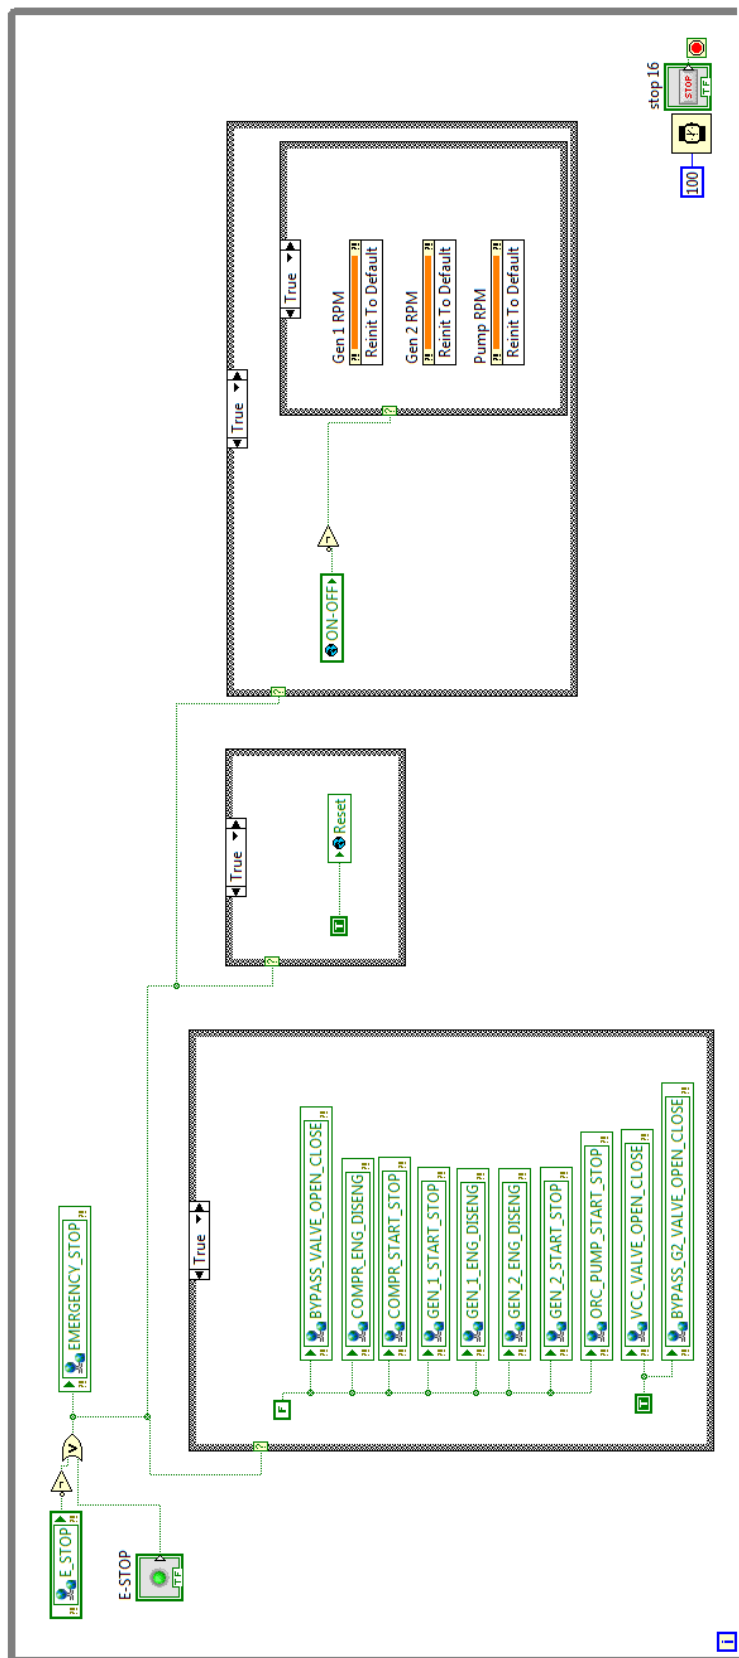 E_STOP
E-STOP
TF
V
EMERGENCY_STOP
True
F
BYPASS_VALVE_OPEN_CLOSE
COMPR_ENG_DISENG
COMPR_START_STOP
GEN_1_START_STOP
GEN_1_ENG_DISENG
GEN_2_ENG_DISENG
GEN_2_START_STOP
ORC_PUMP_START_STOP
T
VCC_VALVE_OPEN_CLOSE
BYPASS_G2_VALVE_OPEN_CLOSE
True
T
Reset
True
ON-OFF
True
Gen 1 RPM
Reinit To Default
Gen 2 RPM
Reinit To Default
Pump RPM
Reinit To Default
100
stop 16
STOP
TF
i